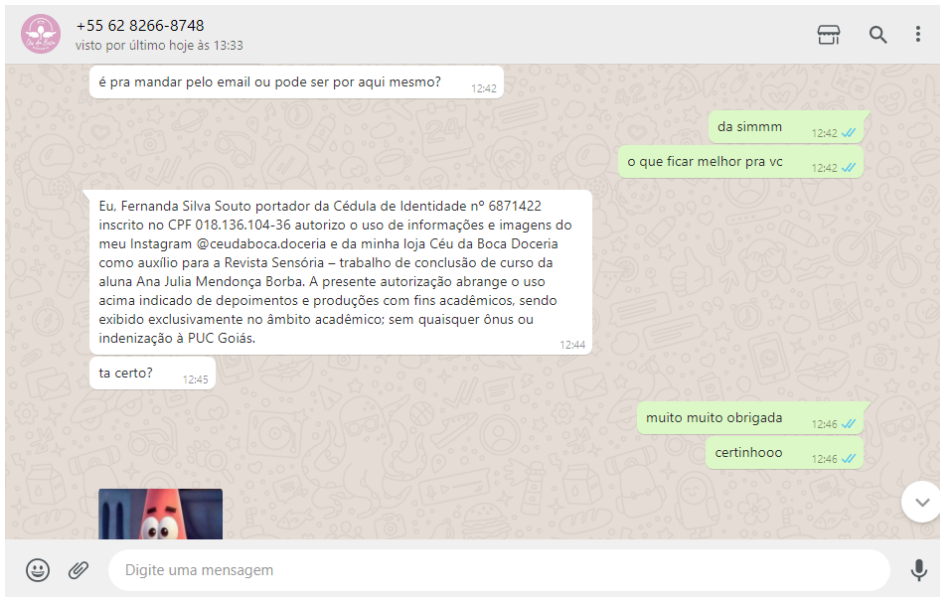 +55 62 8266-8748
visto por último hoje às 13:33
é pra mandar pelo email ou pode ser por aqui mesmo? 12:42
da simmm 12:42
o que ficar melhor pra vc 12:42
Eu, Fernanda Silva Souto portador da Cédula de Identidade nº 6871422
inscrito no CPF 018.136.104-36 autorizo o uso de informações e imagens do
meu Instagram @ceudaboca.doceria e da minha loja Céu da Boca Doceria
como auxílio para a Revista Sensória – trabalho de conclusão de curso da
aluna Ana Julia Mendonça Borba. A presente autorização abrange o uso
acima indicado de depoimentos e produções com fins acadêmicos, sendo
exibido exclusivamente no âmbito acadêmico; sem quaisquer ônus ou
indenização à PUC Goiás. 12:44
ta certo? 12:45
muito muito obrigada 12:46
certinhooo 12:46
Digite uma mensagem